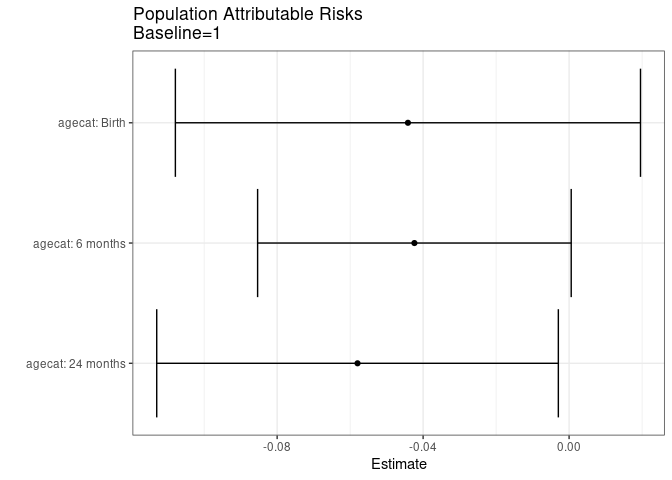 Population Attributable Risks
Baseline=1
agecat: Birth
agecat: 6 months
agecat: 24 months
-0.08 -0.04 0.00
Estimate